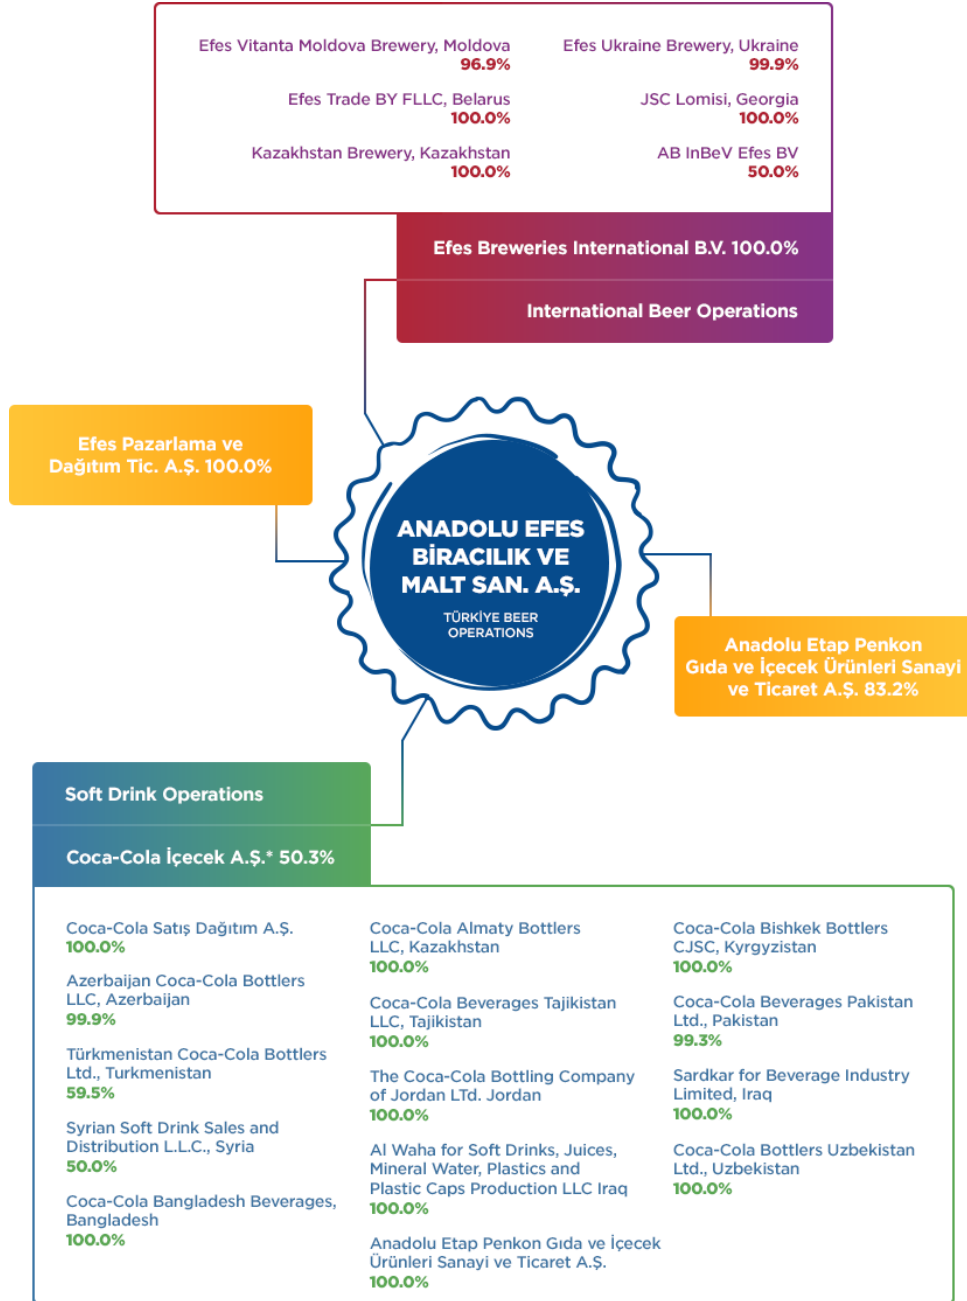 Efes Vitanta Moldova Brewery, Moldova
96.9%
Efes Trade BY FLLC, Belarus
100.0%
Kazakhstan Brewery, Kazakhstan
100.0%
Efes Ukraine Brewery, Ukraine
99.9%
JSC Lomisi, Georgia
100.0%
AB InBeV Efes BV
50.0%
Efes Breweries International B.V. 100.0%
International Beer Operations
Efes Pazarlama ve
Dağıtım Tic. A.Ş. 100.0%
ANADOLU EFES
BİRACILIK VE
MALT SAN. A.Ş.
TÜRKİYE BEER
OPERATIONS
Anadolu Etap Penkon
Gıda ve İçecek Ürünleri Sanayi
ve Ticaret A.Ş. 83.2%
Soft Drink Operations
Coca-Cola İçecek A.Ş.* 50.3%
Coca-Cola Satış Dağıtım A.Ş.
100.0%
Azerbaijan Coca-Cola Bottlers
LLC, Azerbaijan
99.9%
Türkmenistan Coca-Cola Bottlers
Ltd., Turkmenistan
59.5%
Syrian Soft Drink Sales and
Distribution L.L.C., Syria
50.0%
Coca-Cola Bangladesh Beverages,
Bangladesh
100.0%
Coca-Cola Almaty Bottlers
LLC, Kazakhstan
100.0%
Coca-Cola Beverages Tajikistan
LLC, Tajikistan
100.0%
The Coca-Cola Bottling Company
of Jordan LTd. Jordan
100.0%
Al Waha for Soft Drinks, Juices,
Mineral Water, Plastics and
Plastic Caps Production LLC Iraq
100.0%
Anadolu Etap Penkon Gıda ve İçecek
Ürünleri Sanayi ve Ticaret A.Ş.
100.0%
Coca-Cola Bishkek Bottlers
CJSC, Kyrgyzistan
100.0%
Coca-Cola Beverages Pakistan
Ltd., Pakistan
99.3%
Sardkar for Beverage Industry
Limited, Iraq
100.0%
Coca-Cola Bottlers Uzbekistan
Ltd., Uzbekistan
100.0%